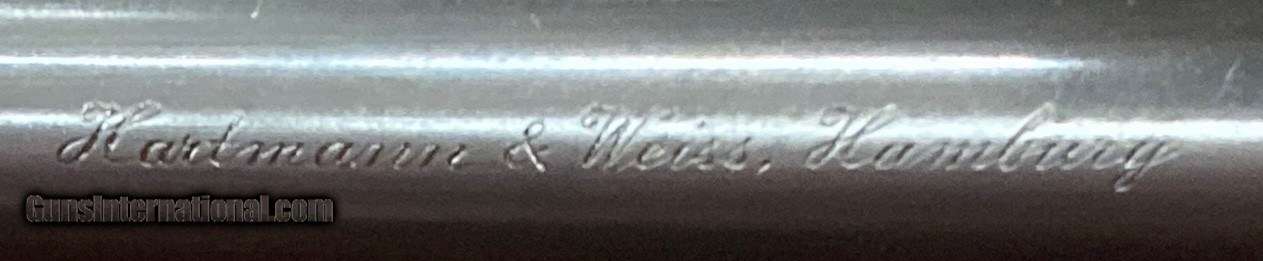 Hartmann & Weiss, Hamburg
GunsInternational.com